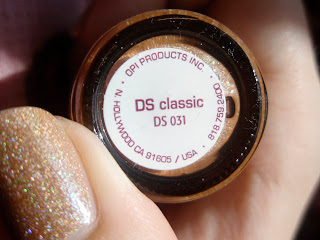 • OPI PRODUCTS INC. • N. HOLLYWOOD CA 91605 / USA • 818.759.2400
DS classic
DS 031